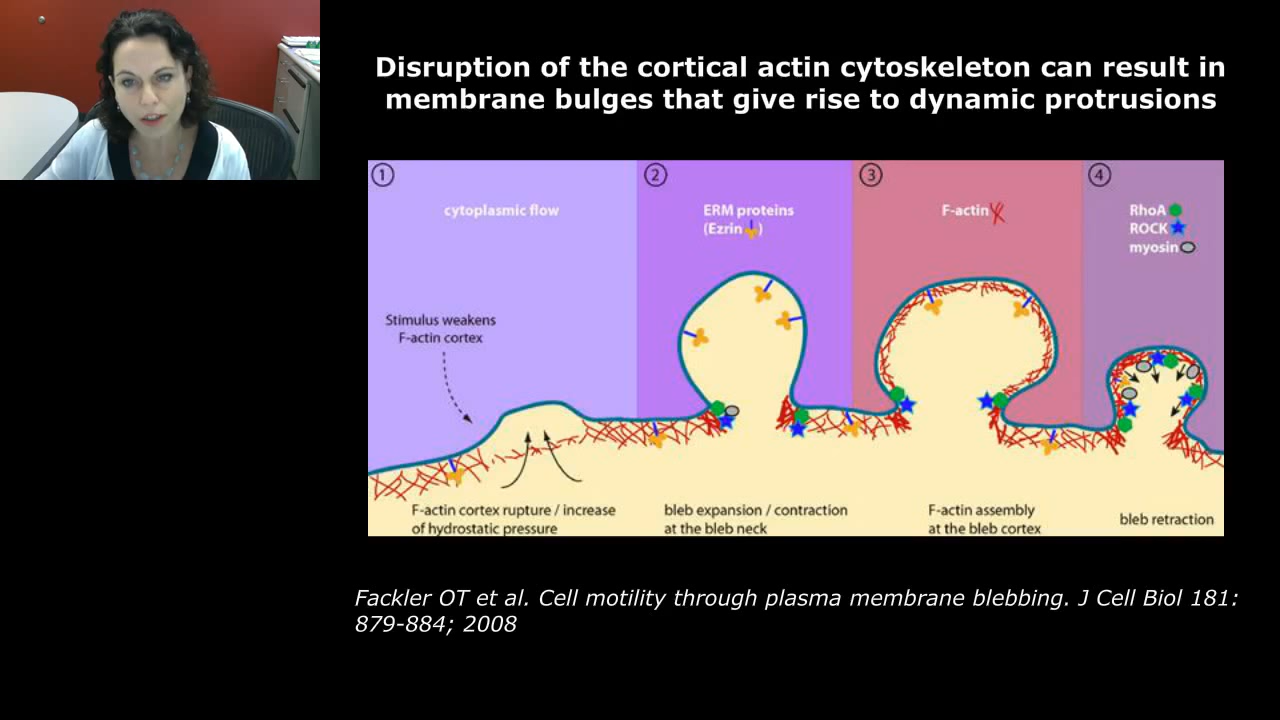 Disruption of the cortical actin cytoskeleton can result in
membrane bulges that give rise to dynamic protrusions
1
cytoplasmic flow
Stimulus weakens
F-actin cortex
F-actin cortex rupture / increase
of hydrostatic pressure
2
ERM proteins
(Ezrin )
bleb expansion / contraction
at the bleb neck
3
F-actin
F-actin assembly
at the bleb cortex
4
RhoA
ROCK
myosin
bleb retraction
Fackler OT et al. Cell motility through plasma membrane blebbing. J Cell Biol 181:
879-884; 2008